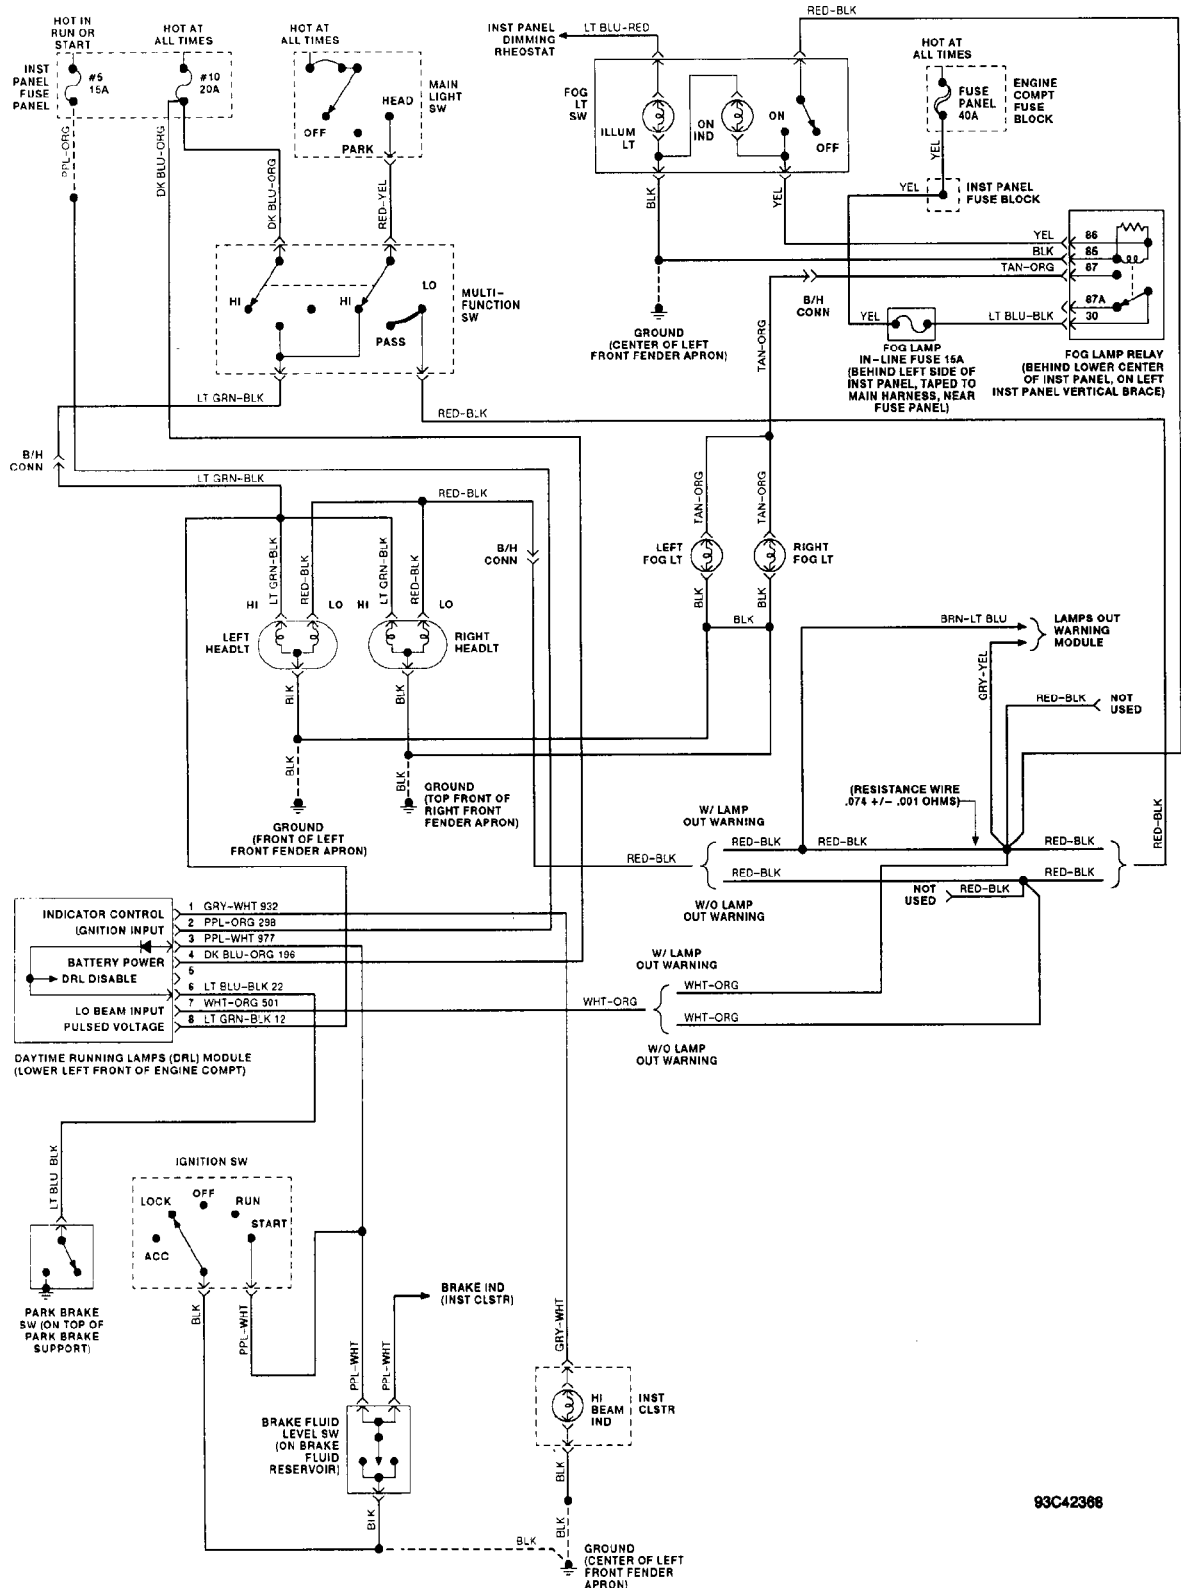 HOT IN
RUN OR
START
HOT AT
ALL TIMES
HOT AT
ALL TIMES
INST
PANEL
FUSE
PANEL
#5
15A
#10
20A
MAIN
LIGHT
SW
HEAD
OFF
PARK
PPL-ORG
DK BLU-ORG
DK BLU-ORG
RED-YEL
HI
HI
LO
PASS
MULTI-
FUNCTION
SW
LT GRN-BLK
RED-BLK
B/H
CONN
LT GRN-BLK
RED-BLK
INST PANEL
DIMMING
RHEOSTAT
LT BLU-RED
RED-BLK
FOG
LT
SW
ILLUM
LT
ON
IND
ON
OFF
BLK
YEL
HOT AT
ALL TIMES
FUSE
PANEL
40A
ENGINE
COMPT
FUSE
BLOCK
YEL
YEL
INST PANEL
FUSE BLOCK
YEL
BLK
TAN-ORG
86
85
87
87A
30
B/H
CONN
YEL
LT BLU-BLK
GROUND
(CENTER OF LEFT
FRONT FENDER APRON)
TAN-ORG
FOG LAMP
IN-LINE FUSE 15A
(BEHIND LEFT SIDE OF
INST PANEL, TAPED TO
MAIN HARNESS, NEAR
FUSE PANEL)
FOG LAMP RELAY
(BEHIND LOWER CENTER
OF INST PANEL, ON LEFT
INST PANEL VERTICAL BRACE)
LT GRN-BLK
RED-BLK
LT GRN-BLK
RED-BLK
B/H
CONN
TAN-ORG
TAN-ORG
LEFT
FOG LT
RIGHT
FOG LT
BLK
BLK
BLK
HI
LO
HI
LO
LEFT
HEADLT
RIGHT
HEADLT
BLK
BLK
BLK
BLK
GROUND
(FRONT OF LEFT
FRONT FENDER APRON)
GROUND
(TOP FRONT OF
RIGHT FRONT
FENDER APRON)
BRN-LT BLU
LAMPS OUT
WARNING
MODULE
GRY-YEL
RED-BLK
NOT
USED
(RESISTANCE WIRE
.074 +/- .001 OHMS)
W/ LAMP
OUT WARNING
RED-BLK
RED-BLK
RED-BLK
RED-BLK
RED-BLK
RED-BLK
RED-BLK
NOT
USED
RED-BLK
W/O LAMP
OUT WARNING
W/ LAMP
OUT WARNING
WHT-ORG
WHT-ORG
WHT-ORG
W/O LAMP
OUT WARNING
INDICATOR CONTROL
IGNITION INPUT
BATTERY POWER
DRL DISABLE
LO BEAM INPUT
PULSED VOLTAGE
1 GRY-WHT 932
2 PPL-ORG 298
3 PPL-WHT 977
4 DK BLU-ORG 196
5
6 LT BLU-BLK 22
7 WHT-ORG 501
8 LT GRN-BLK 12
DAYTIME RUNNING LAMPS (DRL) MODULE
(LOWER LEFT FRONT OF ENGINE COMPT)
LT BLU BLK
IGNITION SW
LOCK
OFF
RUN
START
ACC
PARK BRAKE
SW (ON TOP OF
PARK BRAKE
SUPPORT)
BLK
PPL-WHT
BRAKE IND
(INST CLSTR)
PPL-WHT
PPL-WHT
GRY-WHT
BRAKE FLUID
LEVEL SW
(ON BRAKE
FLUID
RESERVOIR)
HI
BEAM
IND
INST
CLSTR
BLK
BLK
BLK
BLK
GROUND
(CENTER OF LEFT
FRONT FENDER
APRON)
93C42368